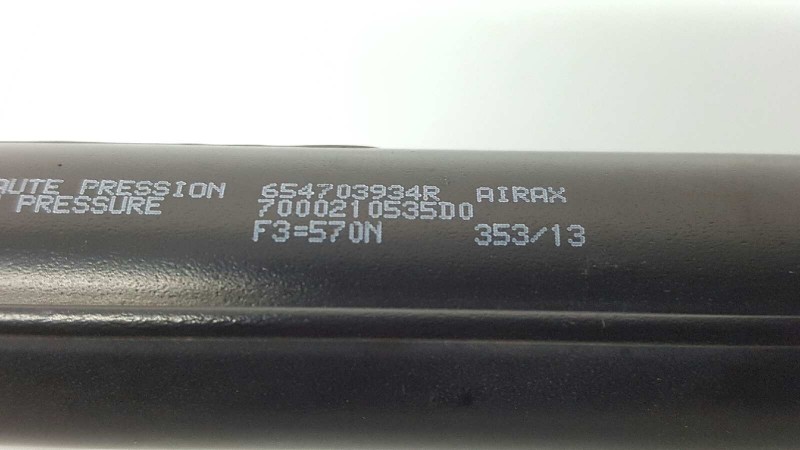 AUTE PRESSION 654703934R AIRAX
PRESSURE 7000210535D0
F3=570N 353/13